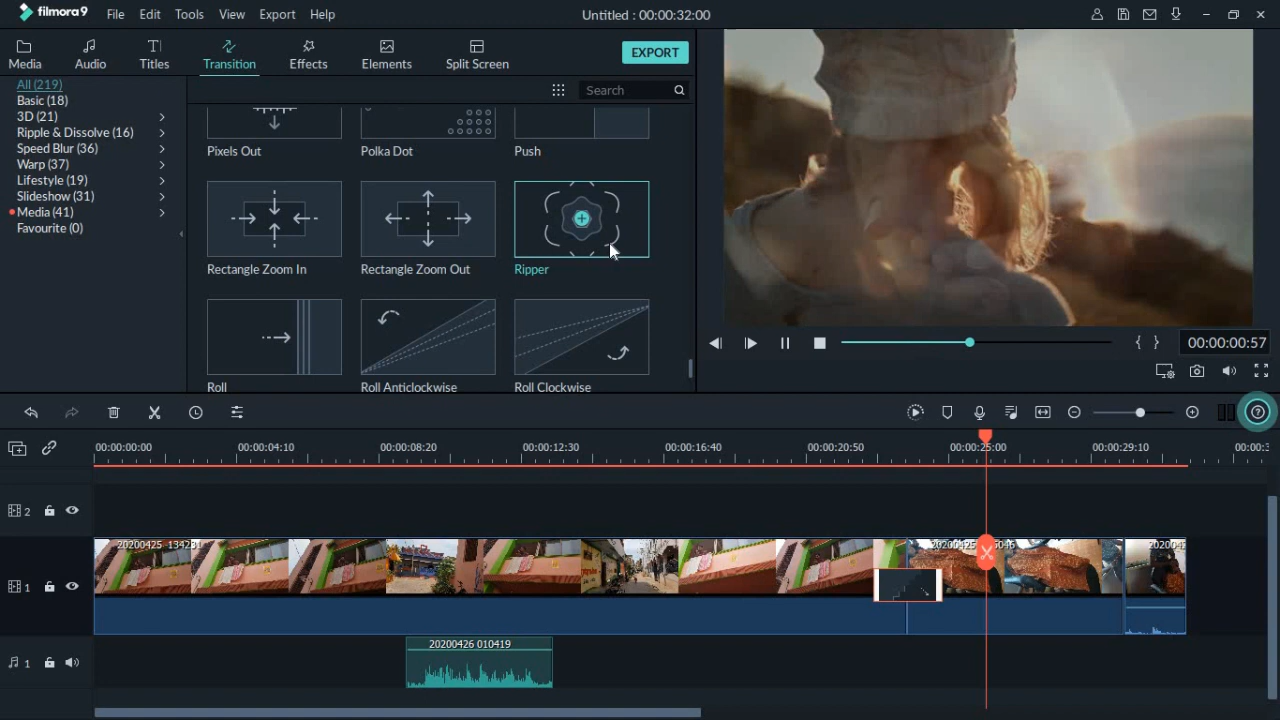 filmora9 File Edit Tools View Export Help Untitled : 00:00:32:00
Media Audio Titles Transition Effects Elements Split Screen EXPORT
All (219)
Basic (18)
3D (21)
Ripple & Dissolve (16)
Speed Blur (36)
Warp (37)
Lifestyle (19)
Slideshow (31)
Media (41)
Favourite (0)
Search
Pixels Out Polka Dot Push
Rectangle Zoom In Rectangle Zoom Out Ripper
Roll Roll Anticlockwise Roll Clockwise
00:00:00:57
00:00:00:00 00:00:04:10 00:00:08:20 00:00:12:30 00:00:16:40 00:00:20:50 00:00:25:00 00:00:29:10 00:00:3
2
1
1
20200426 010419